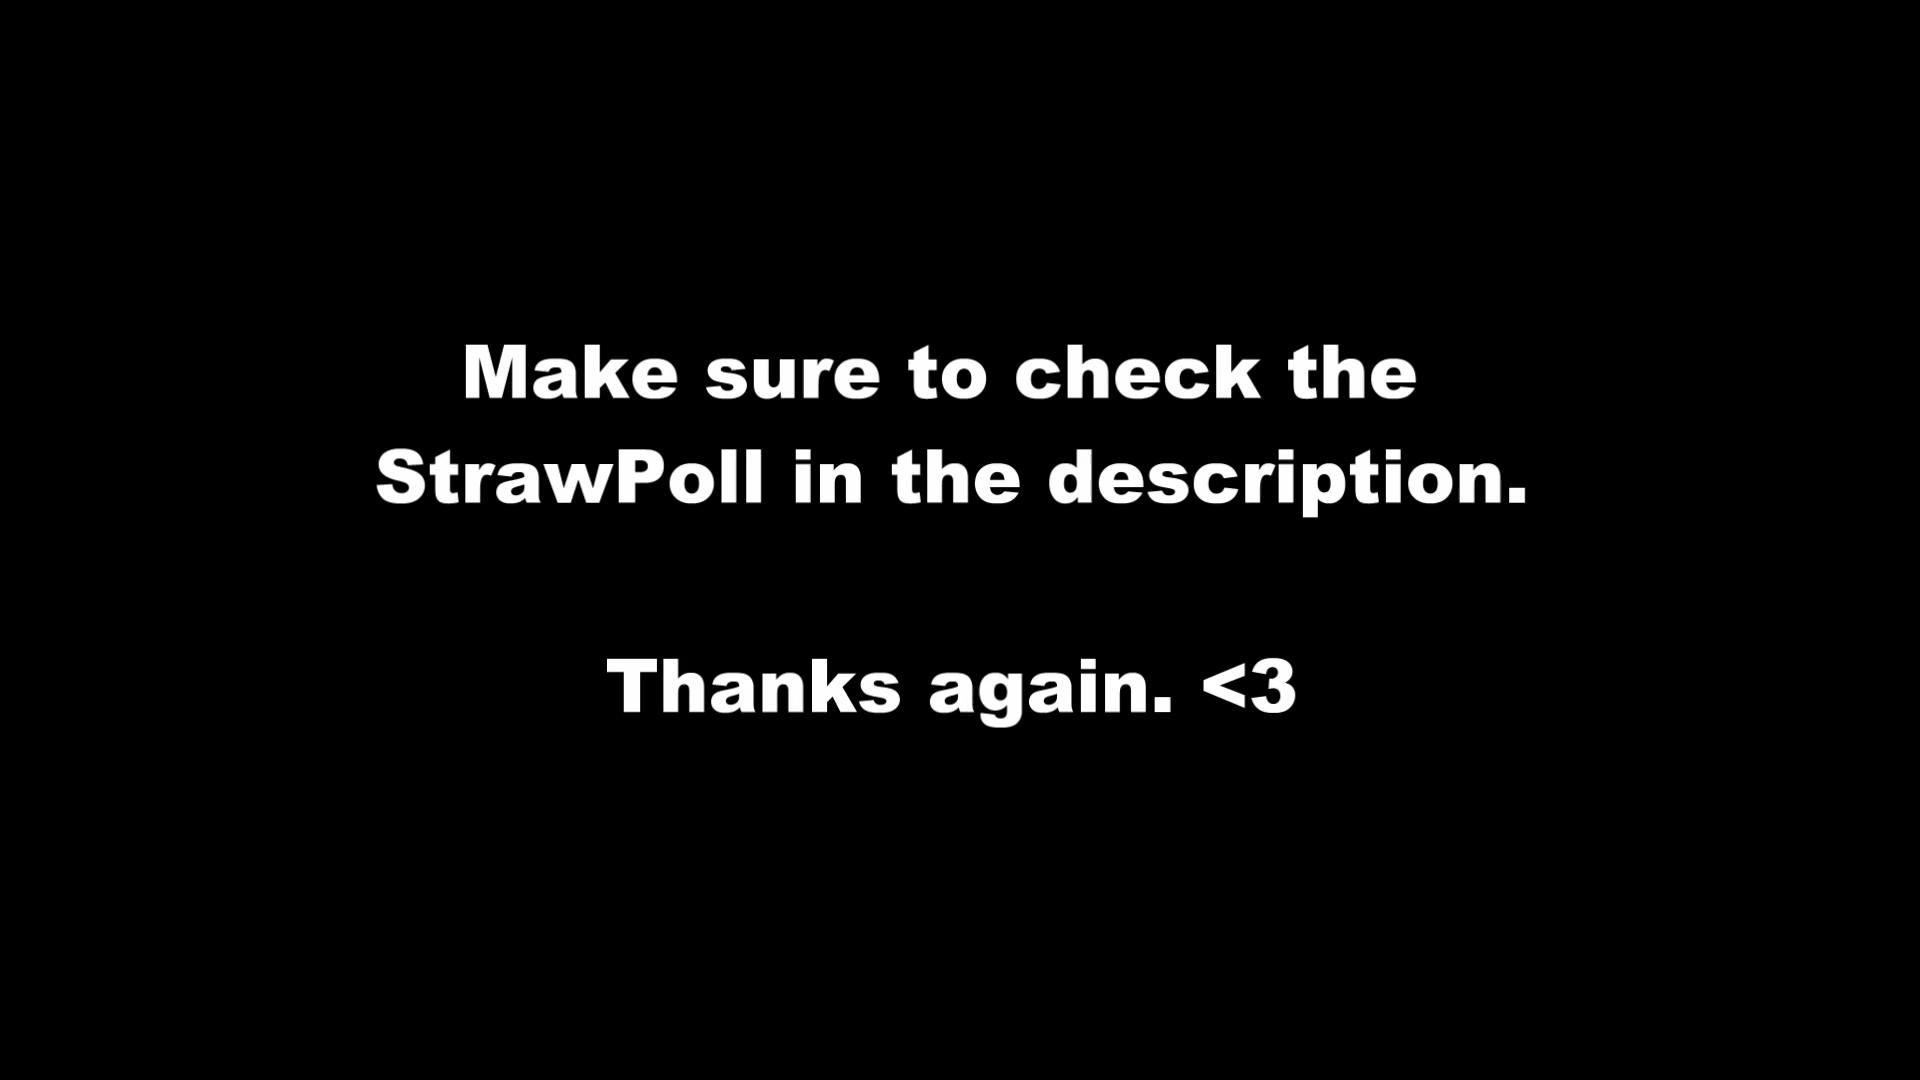 Make sure to check the
StrawPoll in the description.
Thanks again. <3